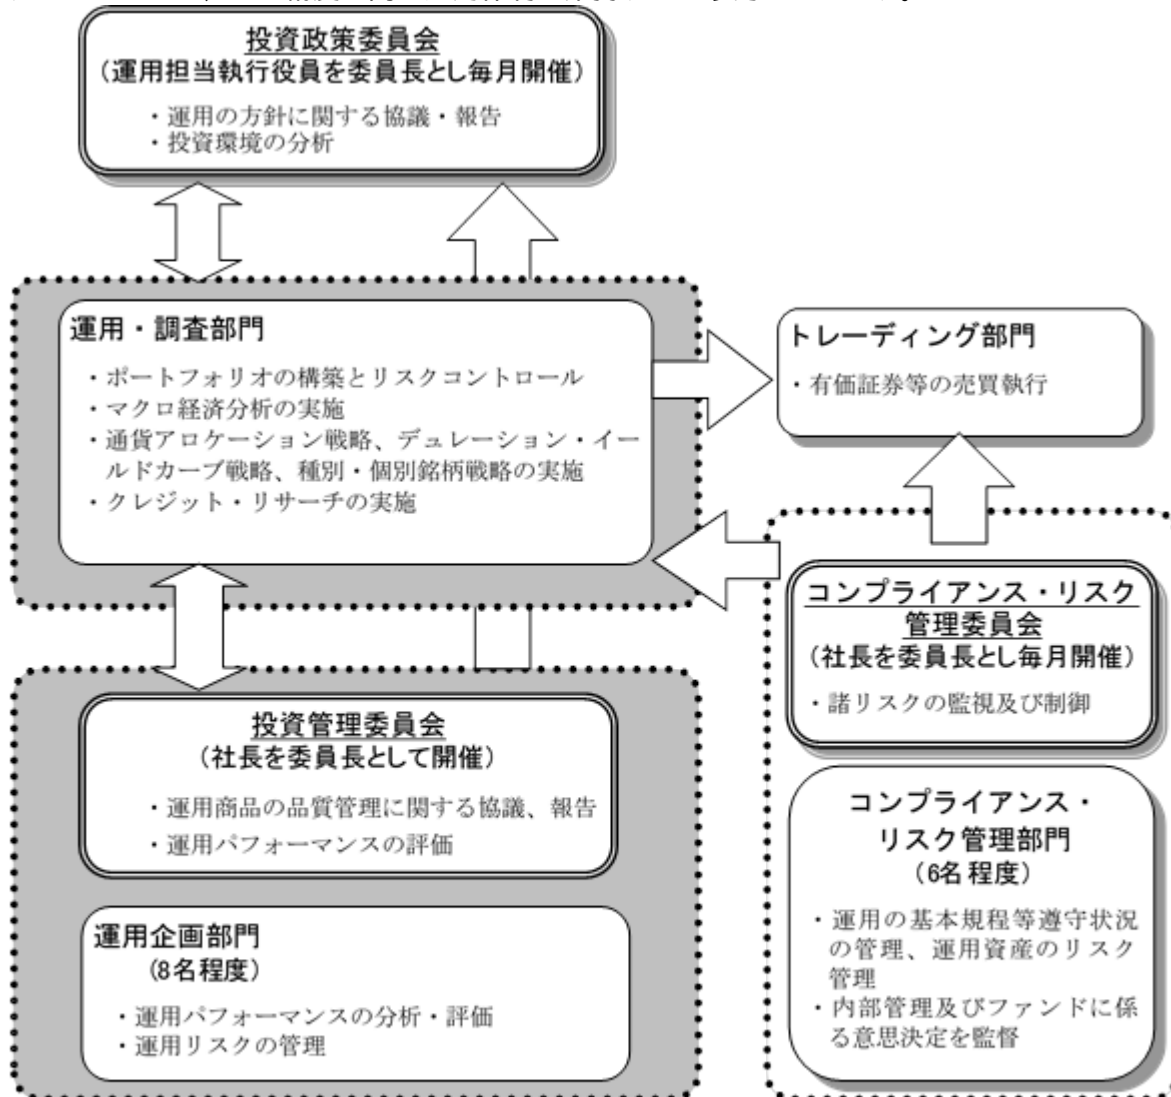 投資政策委員会
(運用担当執行役員を委員長とし毎月開催)
・運用の方針に関する協議・報告
・投資環境の分析
運用・調査部門
・ポートフォリオの構築とリスクコントロール
・マクロ経済分析の実施
・通貨アロケーション戦略、デュレーション・イー
ルドカーブ戦略、種別・個別銘柄戦略の実施
・クレジット・リサーチの実施
トレーディング部門
・有価証券等の売買執行
コンプライアンス・リスク
管理委員会
(社長を委員長とし毎月開催)
・諸リスクの監視及び制御
投資管理委員会
(社長を委員長として開催)
・運用商品の品質管理に関する協議、報告
・運用パフォーマンスの評価
コンプライアンス・
リスク管理部門
(6名程度)
・運用の基本規程等遵守状況
の管理、運用資産のリスク
管理
・内部管理及びファンドに係
る意思決定を監督
運用企画部門
(8名程度)
・運用パフォーマンスの分析・評価
・運用リスクの管理